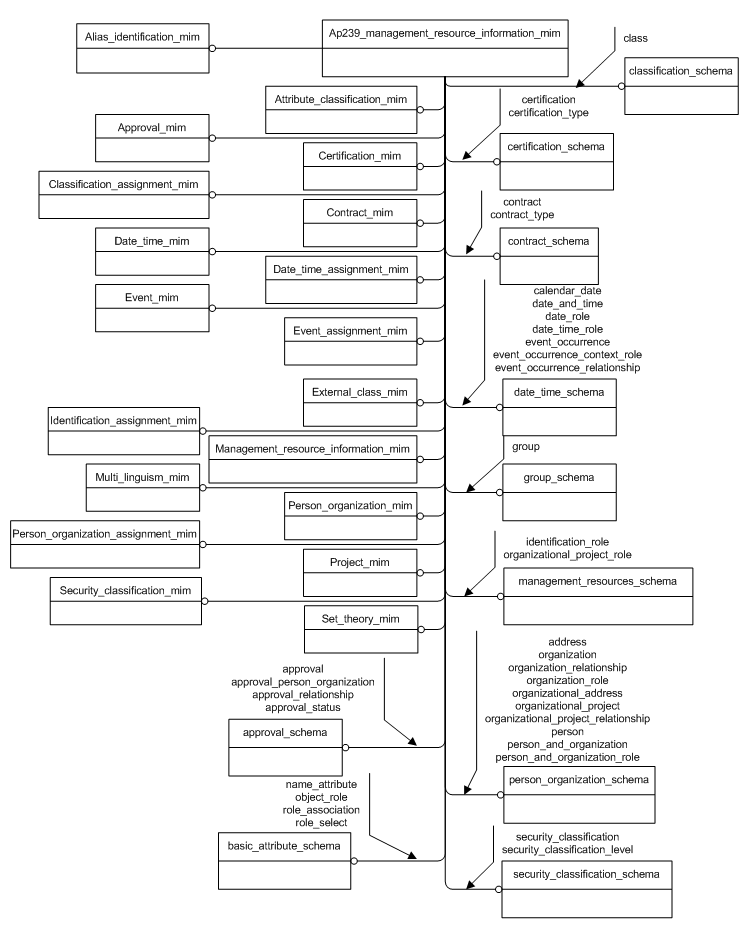 Alias_identification_mim
Ap239_management_resource_information_mim
class
classification_schema
Attribute_classification_mim
certification
certification_type
Approval_mim
Certification_mim
certification_schema
Classification_assignment_mim
Contract_mim
contract
contract_type
Date_time_mim
contract_schema
Date_time_assignment_mim
Event_mim
calendar_date
date_and_time
date_role
date_time_role
event_occurrence
event_occurrence_context_role
event_occurrence_relationship
Event_assignment_mim
External_class_mim
date_time_schema
Identification_assignment_mim
Management_resource_information_mim
group
Multi_linguism_mim
group_schema
Person_organization_mim
Person_organization_assignment_mim
identification_role
organizational_project_role
Project_mim
Security_classification_mim
management_resources_schema
Set_theory_mim
address
organization
organization_relationship
organization_role
organizational_address
organizational_project
organizational_project_relationship
person
person_and_organization
person_and_organization_role
approval
approval_person_organization
approval_relationship
approval_status
approval_schema
person_organization_schema
name_attribute
object_role
role_association
role_select
basic_attribute_schema
security_classification
security_classification_level
security_classification_schema